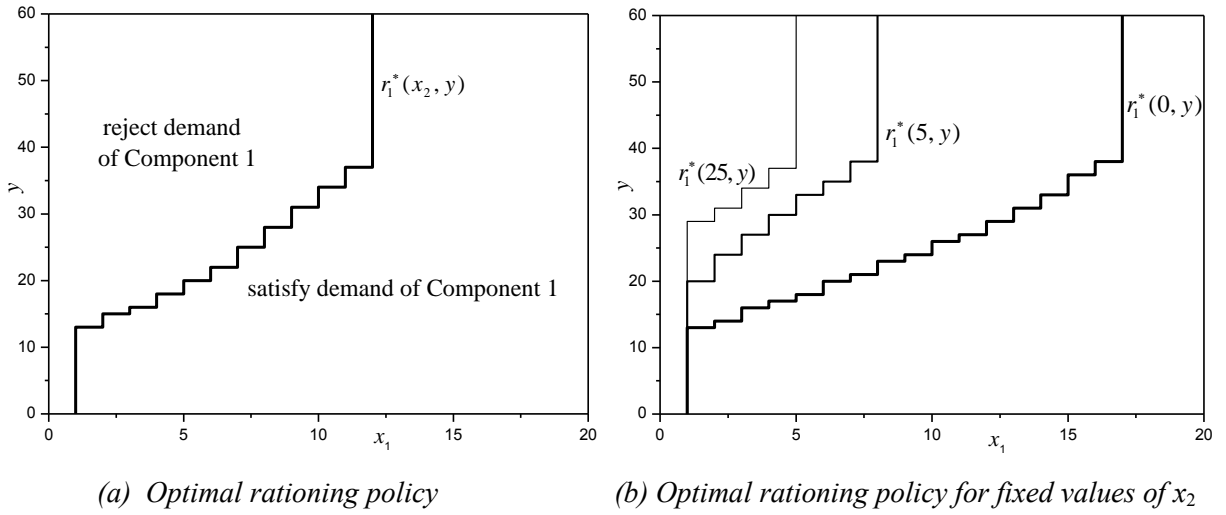 60
50
40
30
20
10
0
y
r₁*(x₂, y)
reject demand
of Component 1
satisfy demand of Component 1
0
5
10
15
20
x₁
60
50
40
30
20
10
0
y
r₁*(0, y)
r₁*(5, y)
r₁*(25, y)
0
5
10
15
20
x₁
(a) Optimal rationing policy
(b) Optimal rationing policy for fixed values of x₂